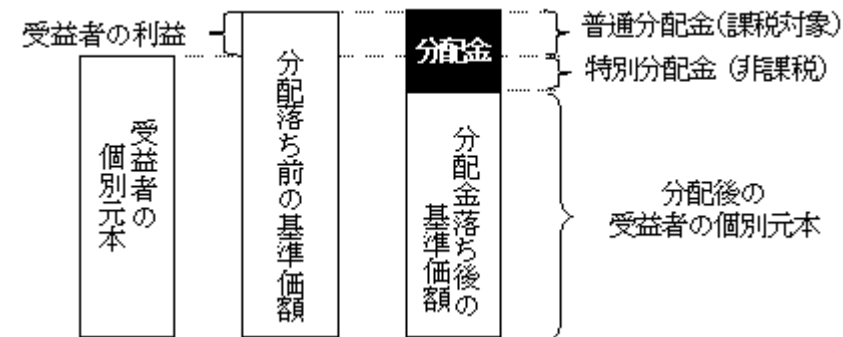 受益者の利益
受益者の
個別元本
分配落ち前の基準価額
分配金
分配金落ち後の
基準価額
普通分配金(課税対象)
特別分配金(非課税)
分配後の
受益者の個別元本